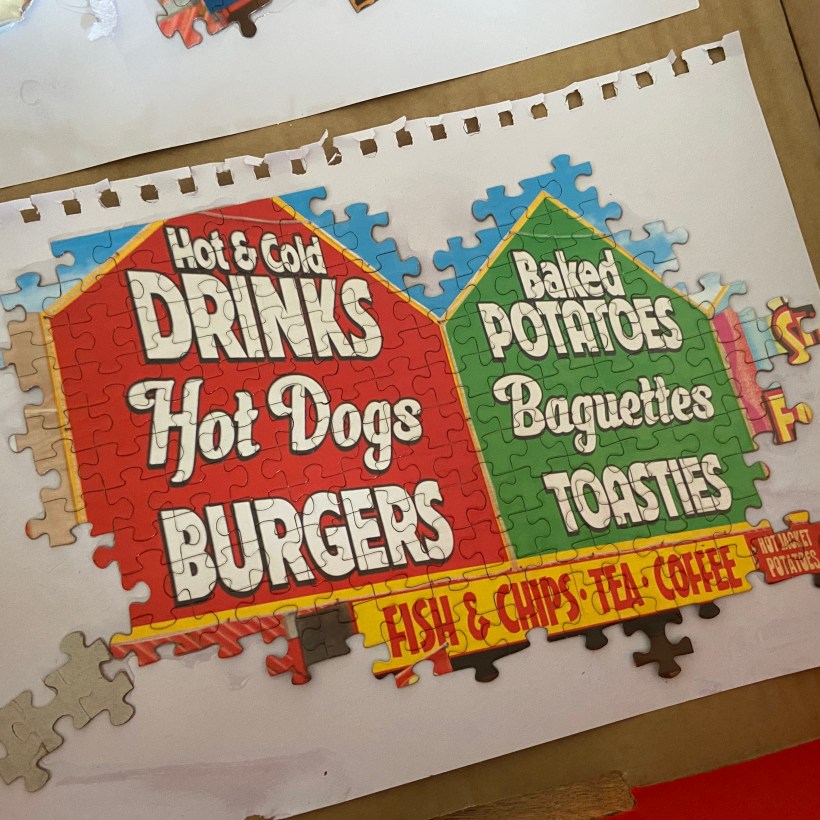 Hot & Cold
DRINKS
Hot Dogs
BURGERS
Baked
POTATOES
Baguettes
TOASTIES
FISH & CHIPS · TEA · COFFEE
HOT JACKET
POTATOES